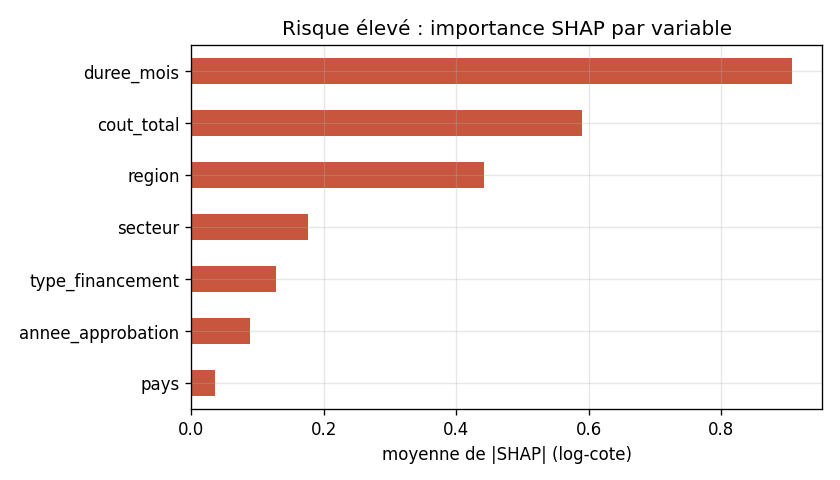 Risque élevé : importance SHAP par variable
duree_mois
cout_total
region
secteur
type_financement
annee_approbation
pays
0.0 0.2 0.4 0.6 0.8
moyenne de |SHAP| (log-cote)